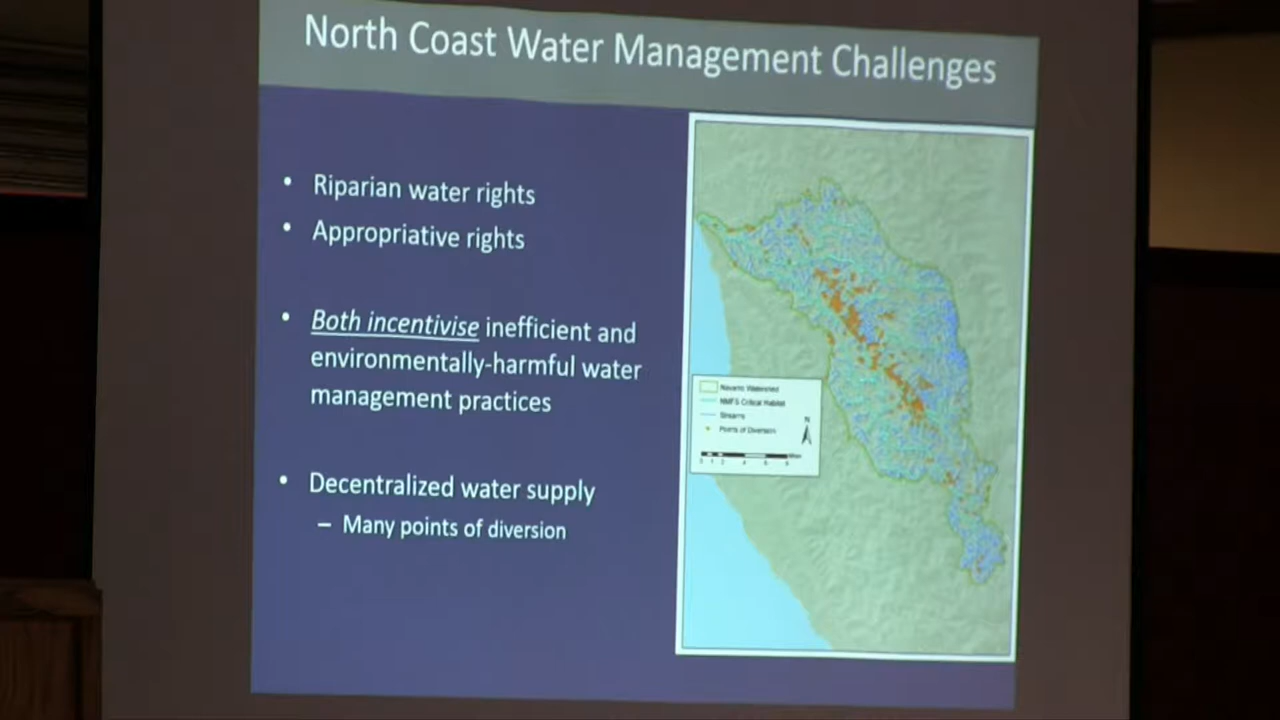 North Coast Water Management Challenges
• Riparian water rights
• Appropriative rights
• Both incentivise inefficient and
environmentally-harmful water
management practices
• Decentralized water supply
– Many points of diversion
Navarro Watershed
NMFS Critical Habitat
Streams
Points of Diversion
N